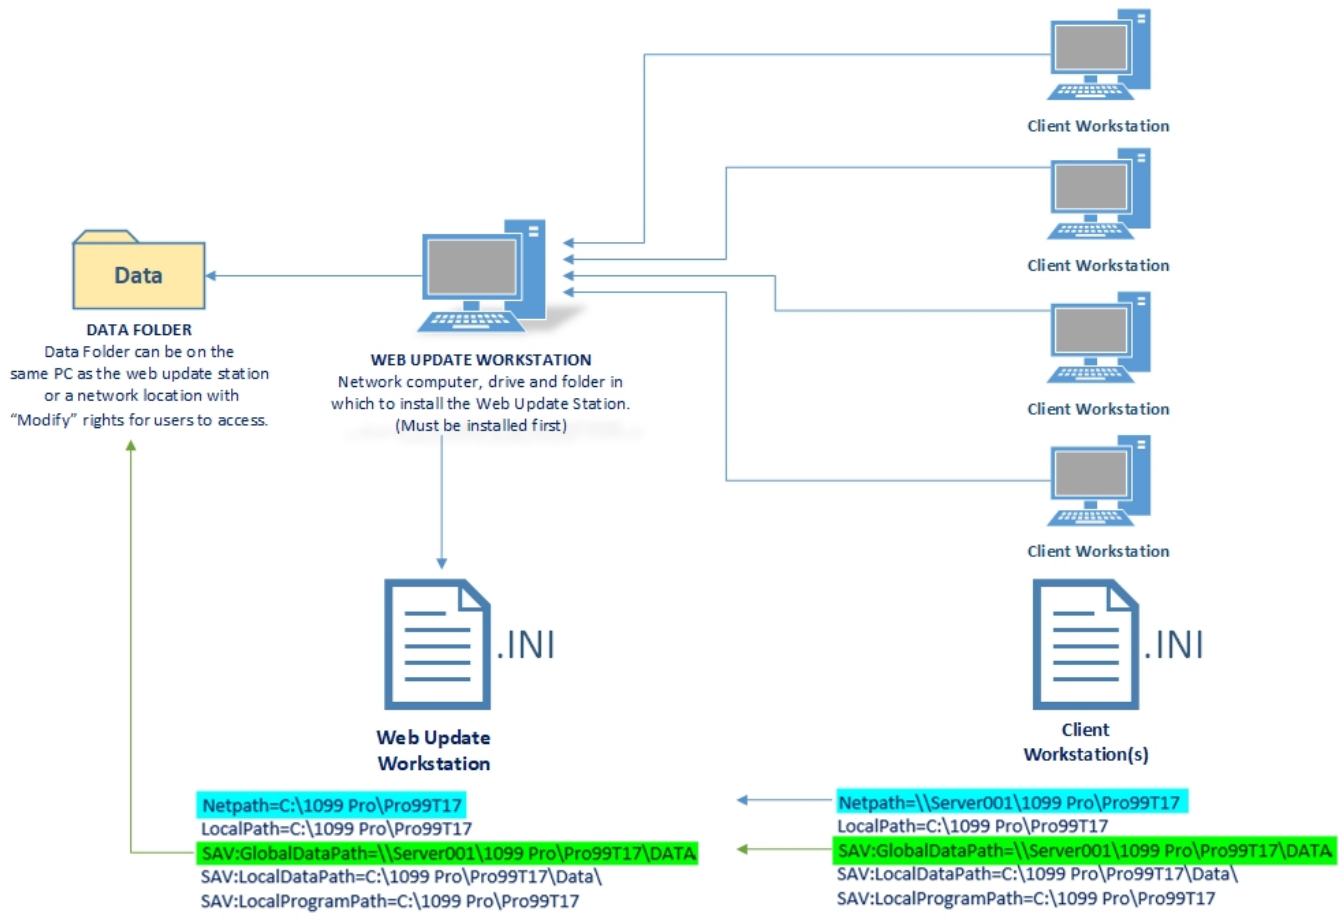 Client Workstation
Client Workstation
Client Workstation
Client Workstation
Data
DATA FOLDER
Data Folder can be on the
same PC as the web update station
or a network location with
“Modify” rights for users to access.
WEB UPDATE WORKSTATION
Network computer, drive and folder in
which to install the Web Update Station.
(Must be installed first)
.INI
Web Update
Workstation
.INI
Client
Workstation(s)
Netpath=C:\1099 Pro\Pro99T17
LocalPath=C:\1099 Pro\Pro99T17
SAV:GlobalDataPath=\\Server001\1099 Pro\Pro99T17\DATA
SAV:LocalDataPath=C:\1099 Pro\Pro99T17\Data\
SAV:LocalProgramPath=C:\1099 Pro\Pro99T17
Netpath=\\Server001\1099 Pro\Pro99T17
LocalPath=C:\1099 Pro\Pro99T17
SAV:GlobalDataPath=\\Server001\1099 Pro\Pro99T17\DATA
SAV:LocalDataPath=C:\1099 Pro\Pro99T17\Data\
SAV:LocalProgramPath=C:\1099 Pro\Pro99T17